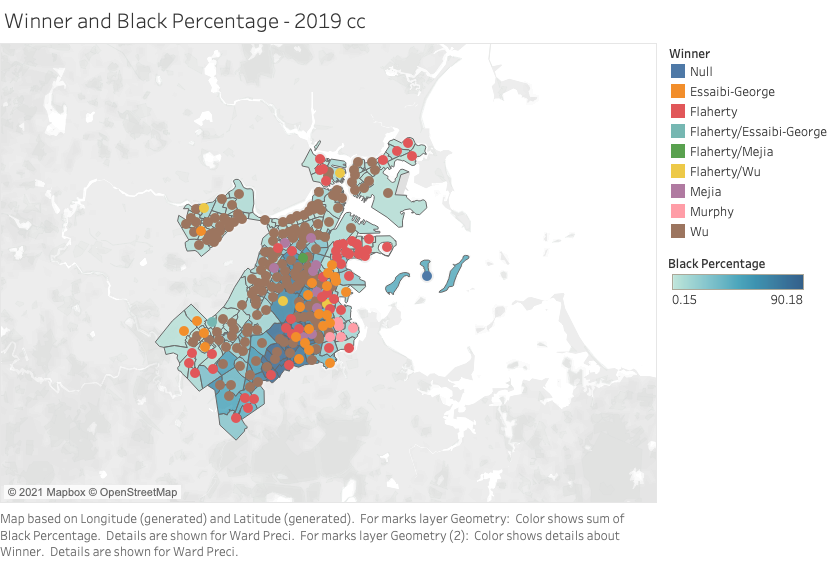 Winner and Black Percentage - 2019 cc
Winner
Null
Essaibi-George
Flaherty
Flaherty/Essaibi-George
Flaherty/Mejia
Flaherty/Wu
Mejia
Murphy
Wu
Black Percentage
0.15 90.18
© 2021 Mapbox © OpenStreetMap
Map based on Longitude (generated) and Latitude (generated). For marks layer Geometry: Color shows sum of
Black Percentage. Details are shown for Ward Preci. For marks layer Geometry (2): Color shows details about
Winner. Details are shown for Ward Preci.